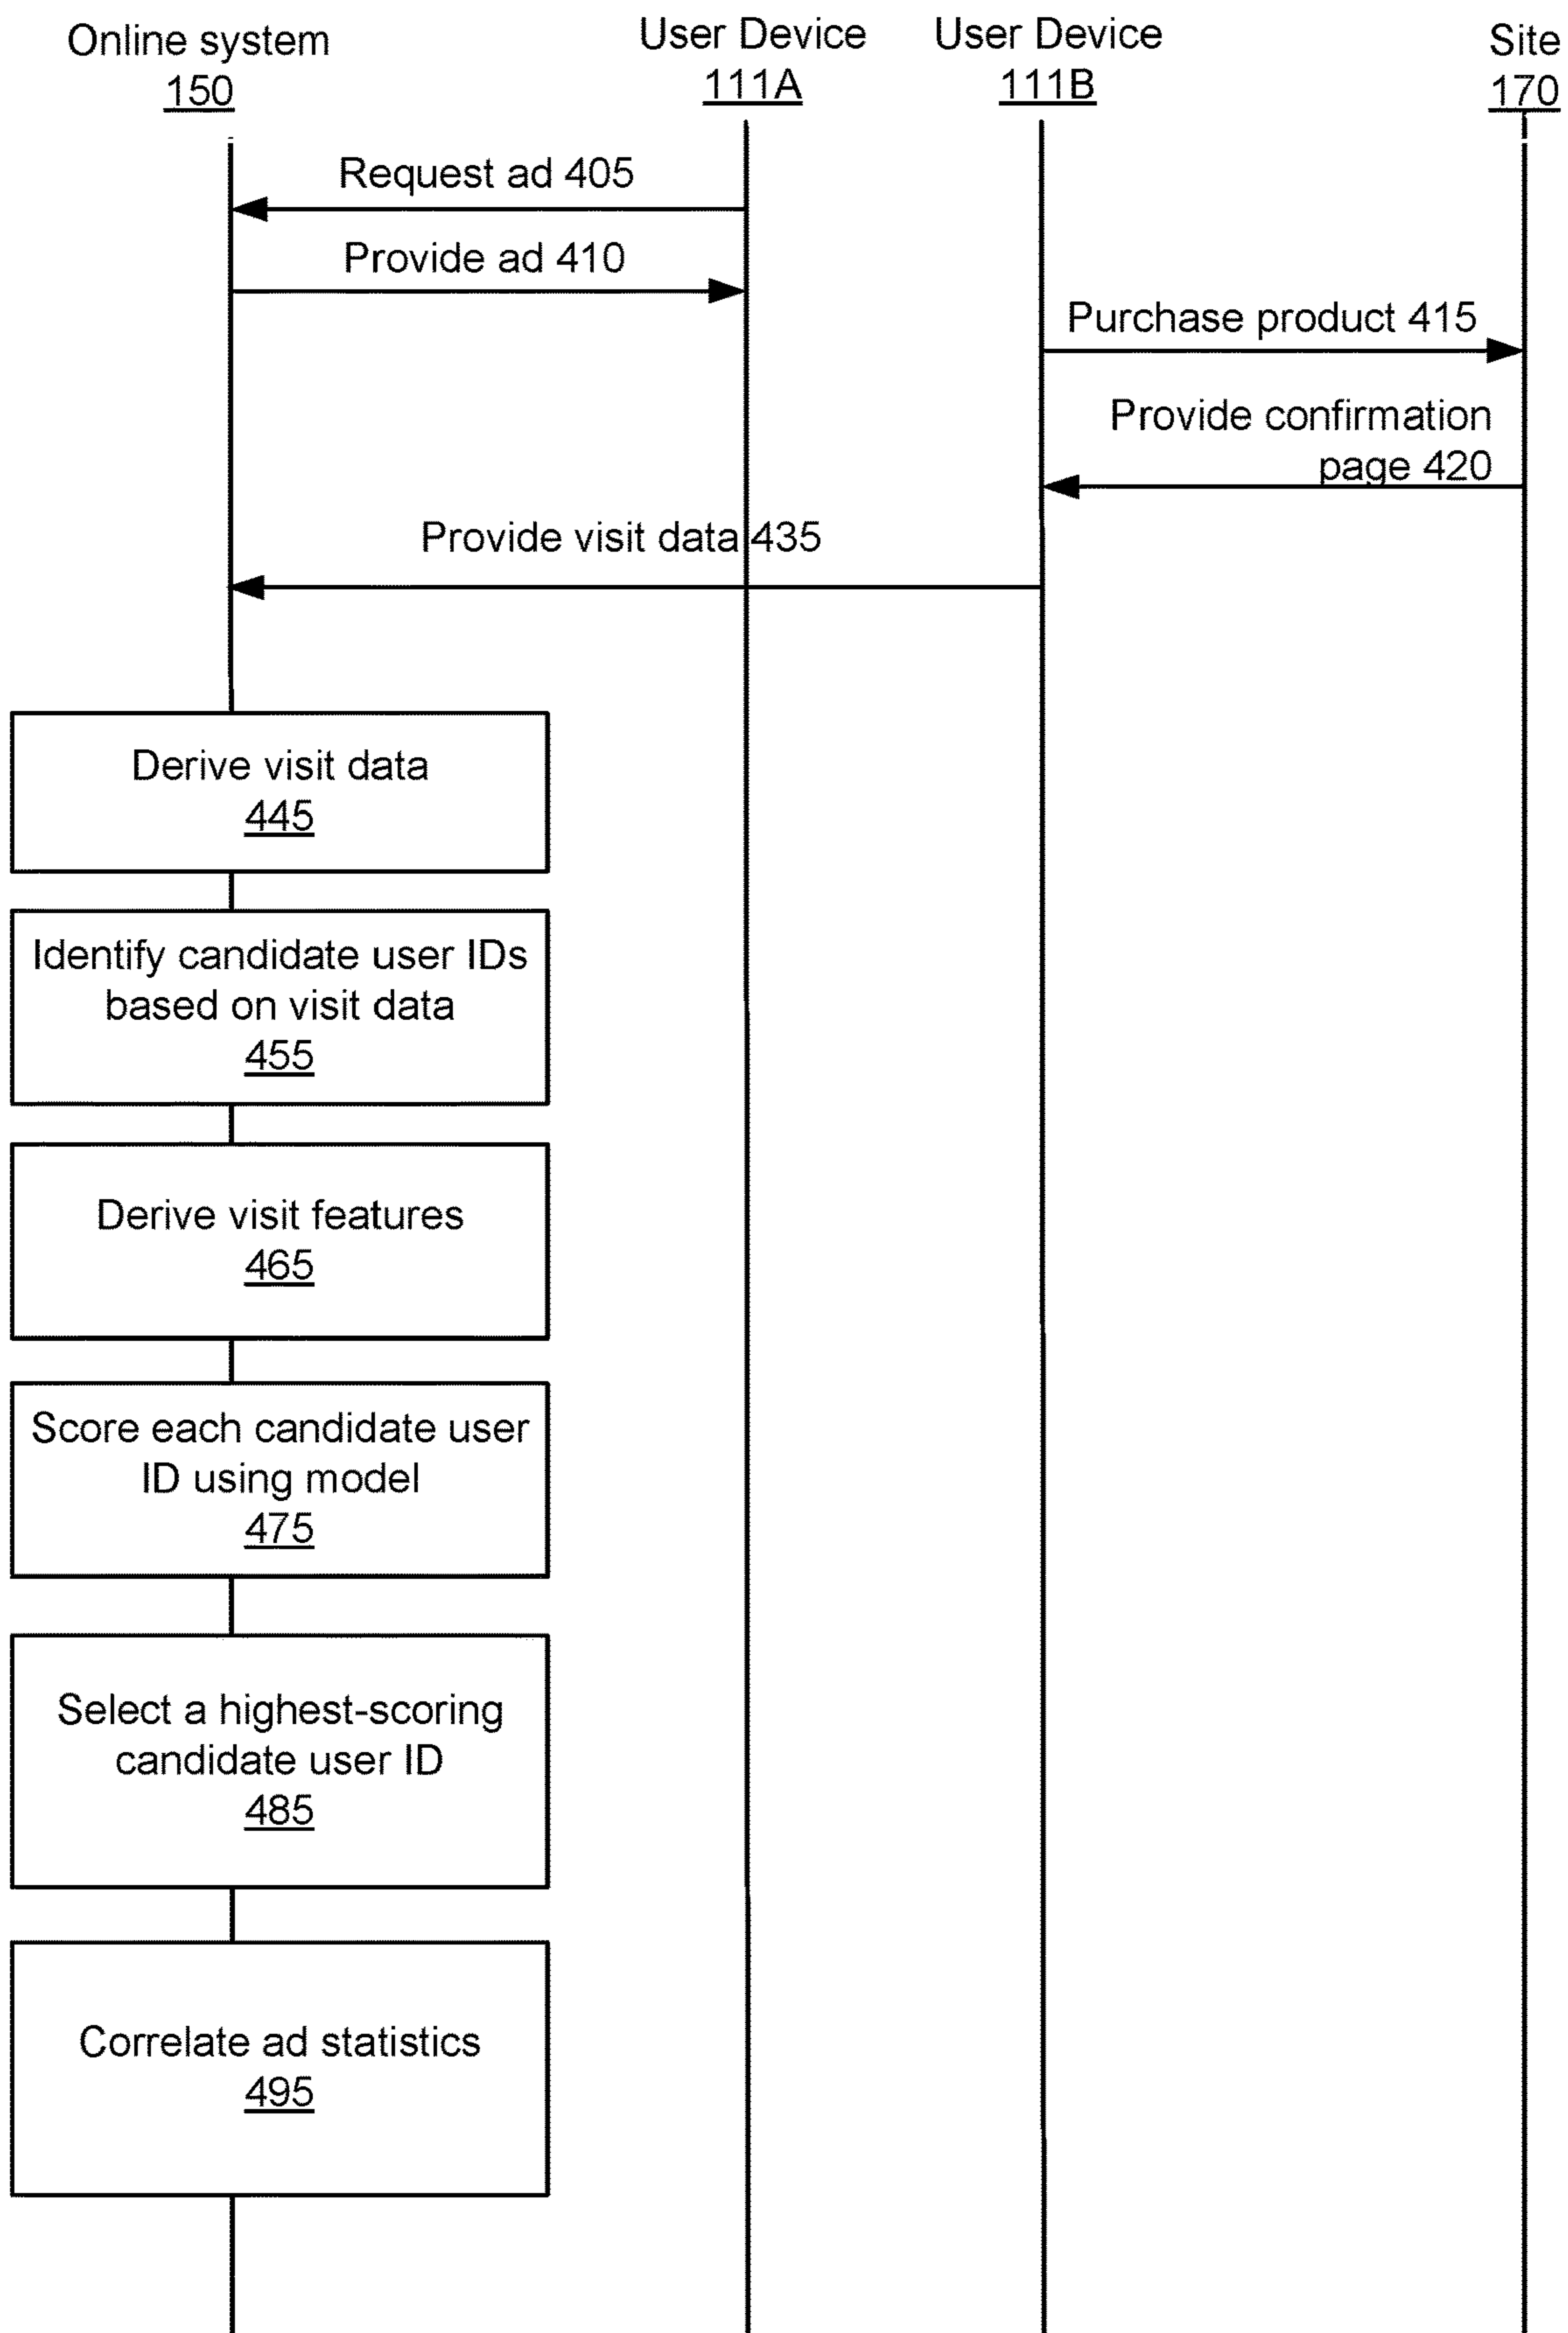 Online system
150
User Device
111A
User Device
111B
Site
170
Request ad 405
Provide ad 410
Purchase product 415
Provide confirmation
page 420
Provide visit data 435
Derive visit data
445
Identify candidate user IDs
based on visit data
455
Derive visit features
465
Score each candidate user
ID using model
475
Select a highest-scoring
candidate user ID
485
Correlate ad statistics
495